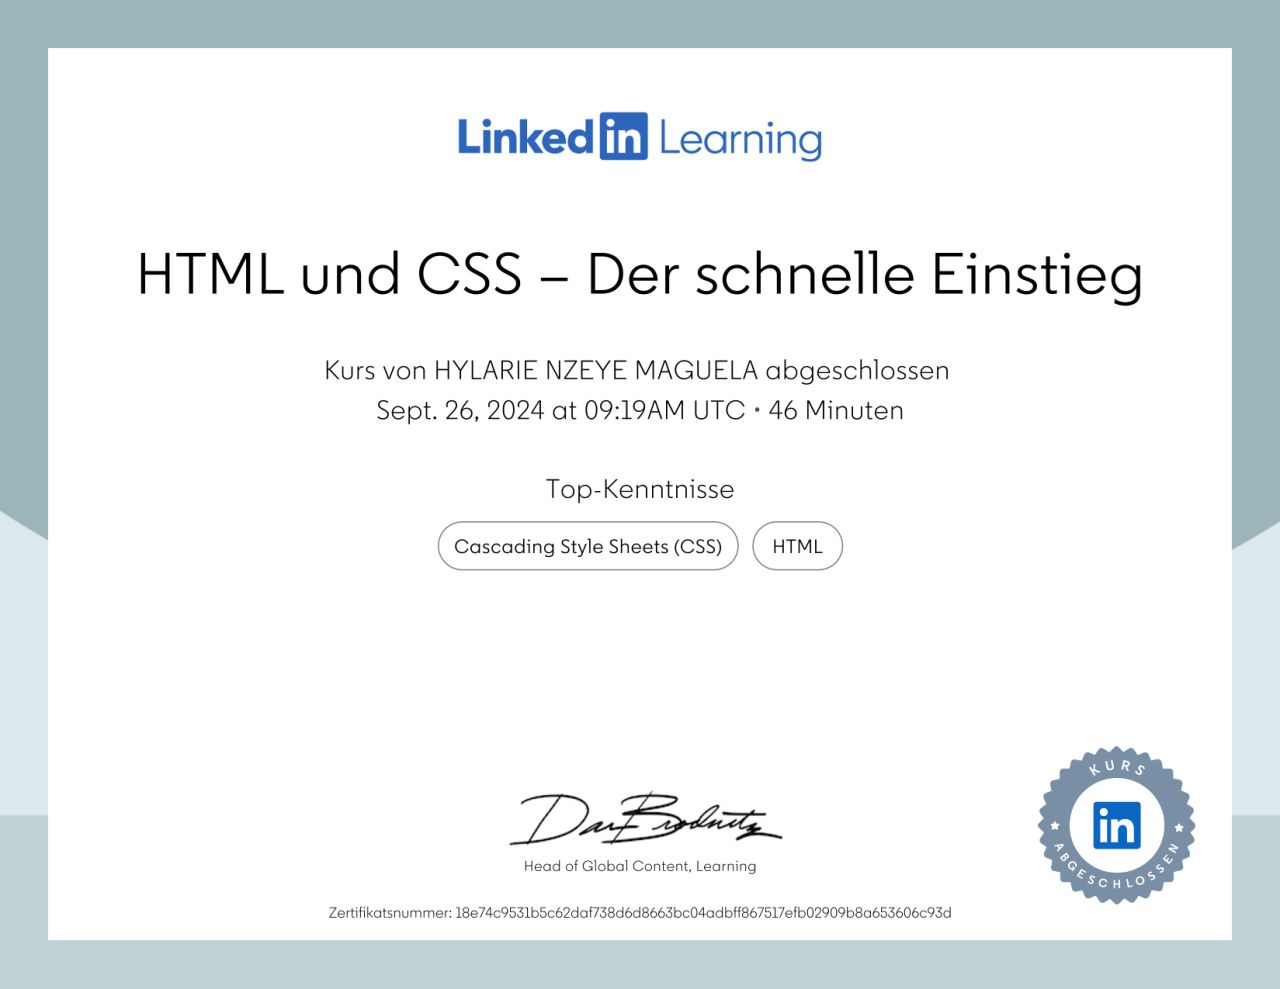 Linkedin Learning
HTML und CSS – Der schnelle Einstieg
Kurs von HYLARIE NZEYE MAGUELA abgeschlossen
Sept. 26, 2024 at 09:19AM UTC • 46 Minuten
Top-Kenntnisse
Cascading Style Sheets (CSS)
HTML
Dan Brodnitz
Head of Global Content, Learning
KURS
in
ABGESCHLOSSEN
Zertifikatsnummer: 18e74c9531b5c62daf738d6d8663bc04adbff867517efb02909b8a653606c93d